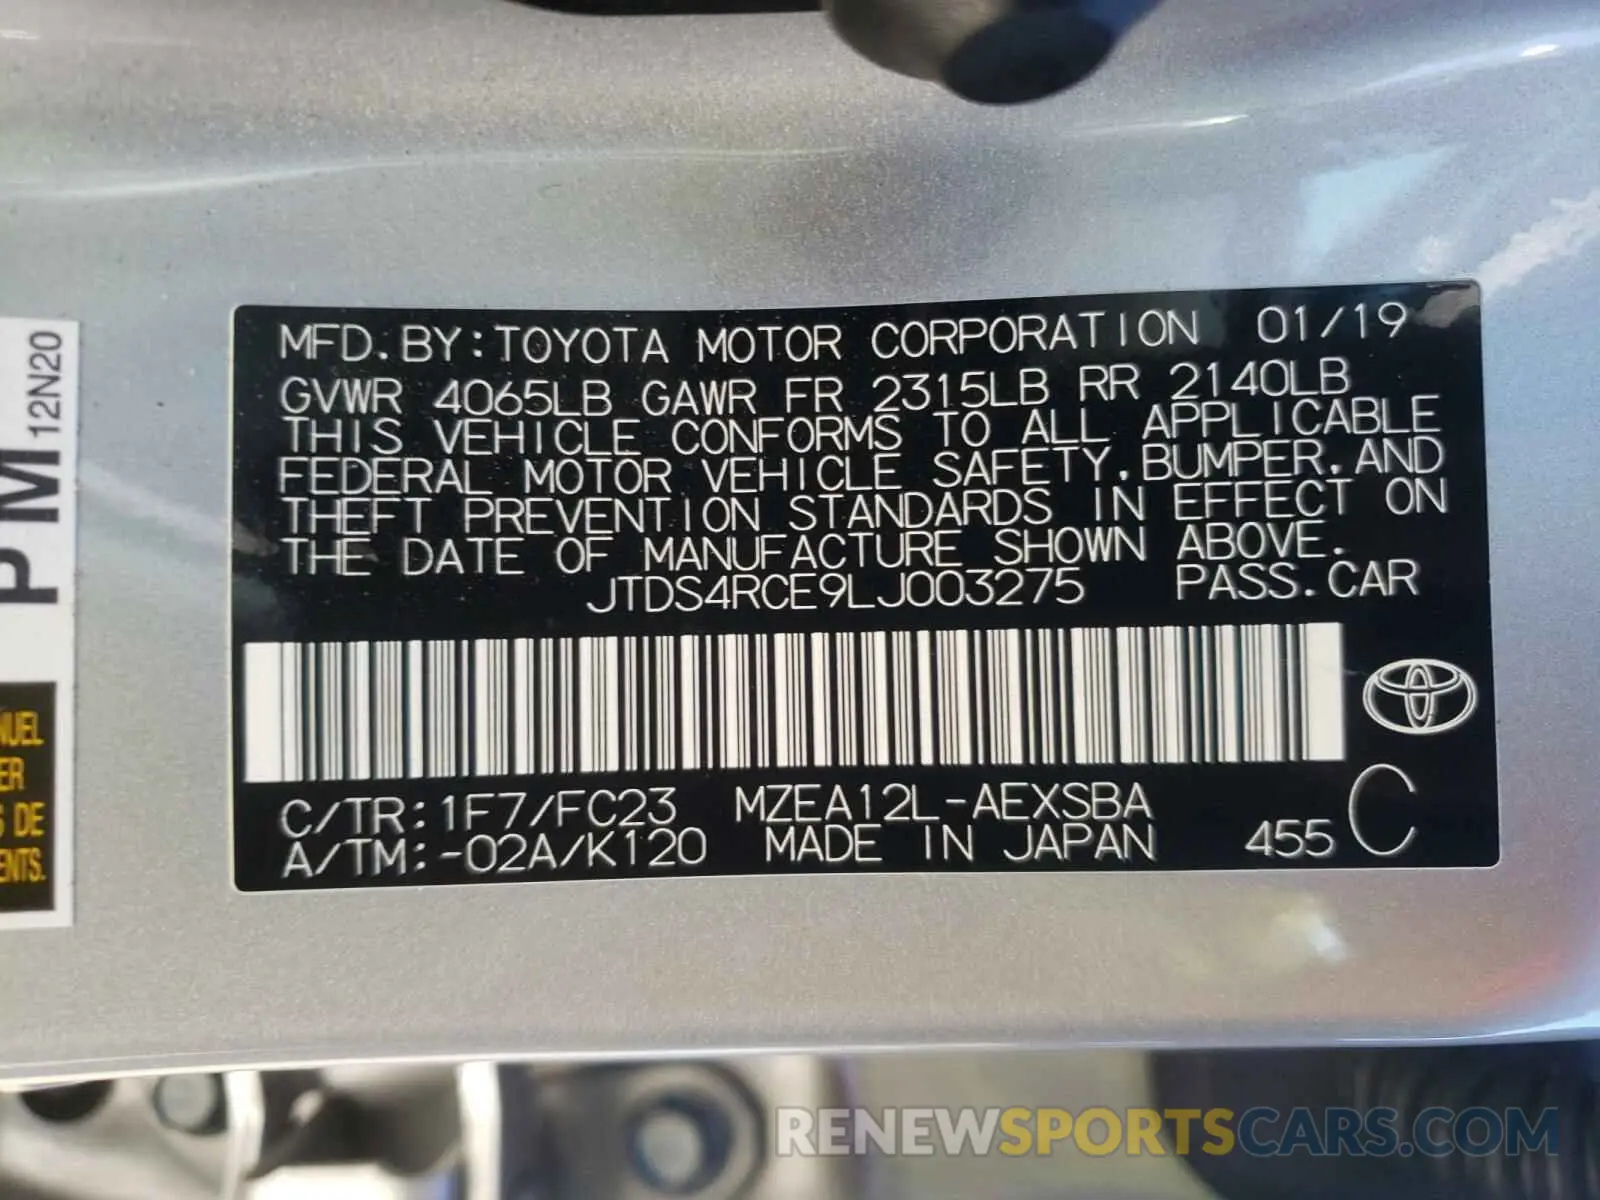 MFD.BY:TOYOTA MOTOR CORPORATION 01/19
GVWR 4065LB GAWR FR 2315LB RR 2140LB
THIS VEHICLE CONFORMS TO ALL APPLICABLE
FEDERAL MOTOR VEHICLE SAFETY,BUMPER,AND
THEFT PREVENTION STANDARDS IN EFFECT ON
THE DATE OF MANUFACTURE SHOWN ABOVE.
JTDS4RCE9LJ003275 PASS.CAR
C/TR:1F7/FC23 MZEA12L-AEXSBA
A/TM:-02A/K120 MADE IN JAPAN 455 C
PM 12N20
DE
RENEWSPORTSCARS.COM